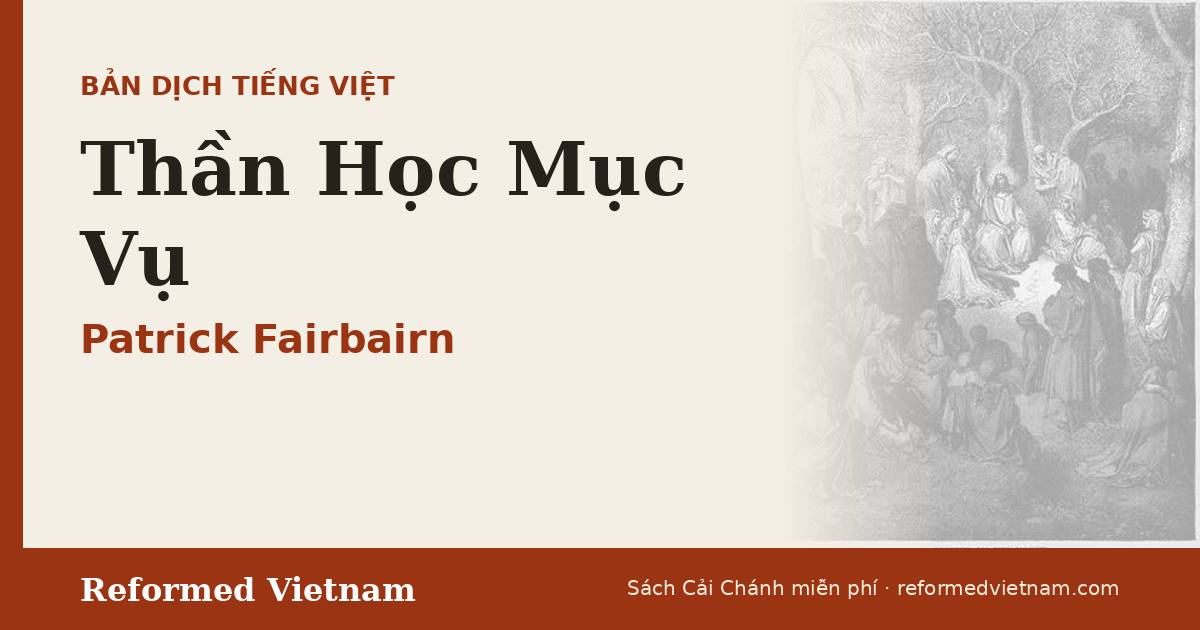 BẢN DỊCH TIẾNG VIỆT
Thần Học Mục
Vụ
Patrick Fairbairn
Reformed Vietnam
Sách Cải Chánh miễn phí · reformedvietnam.com